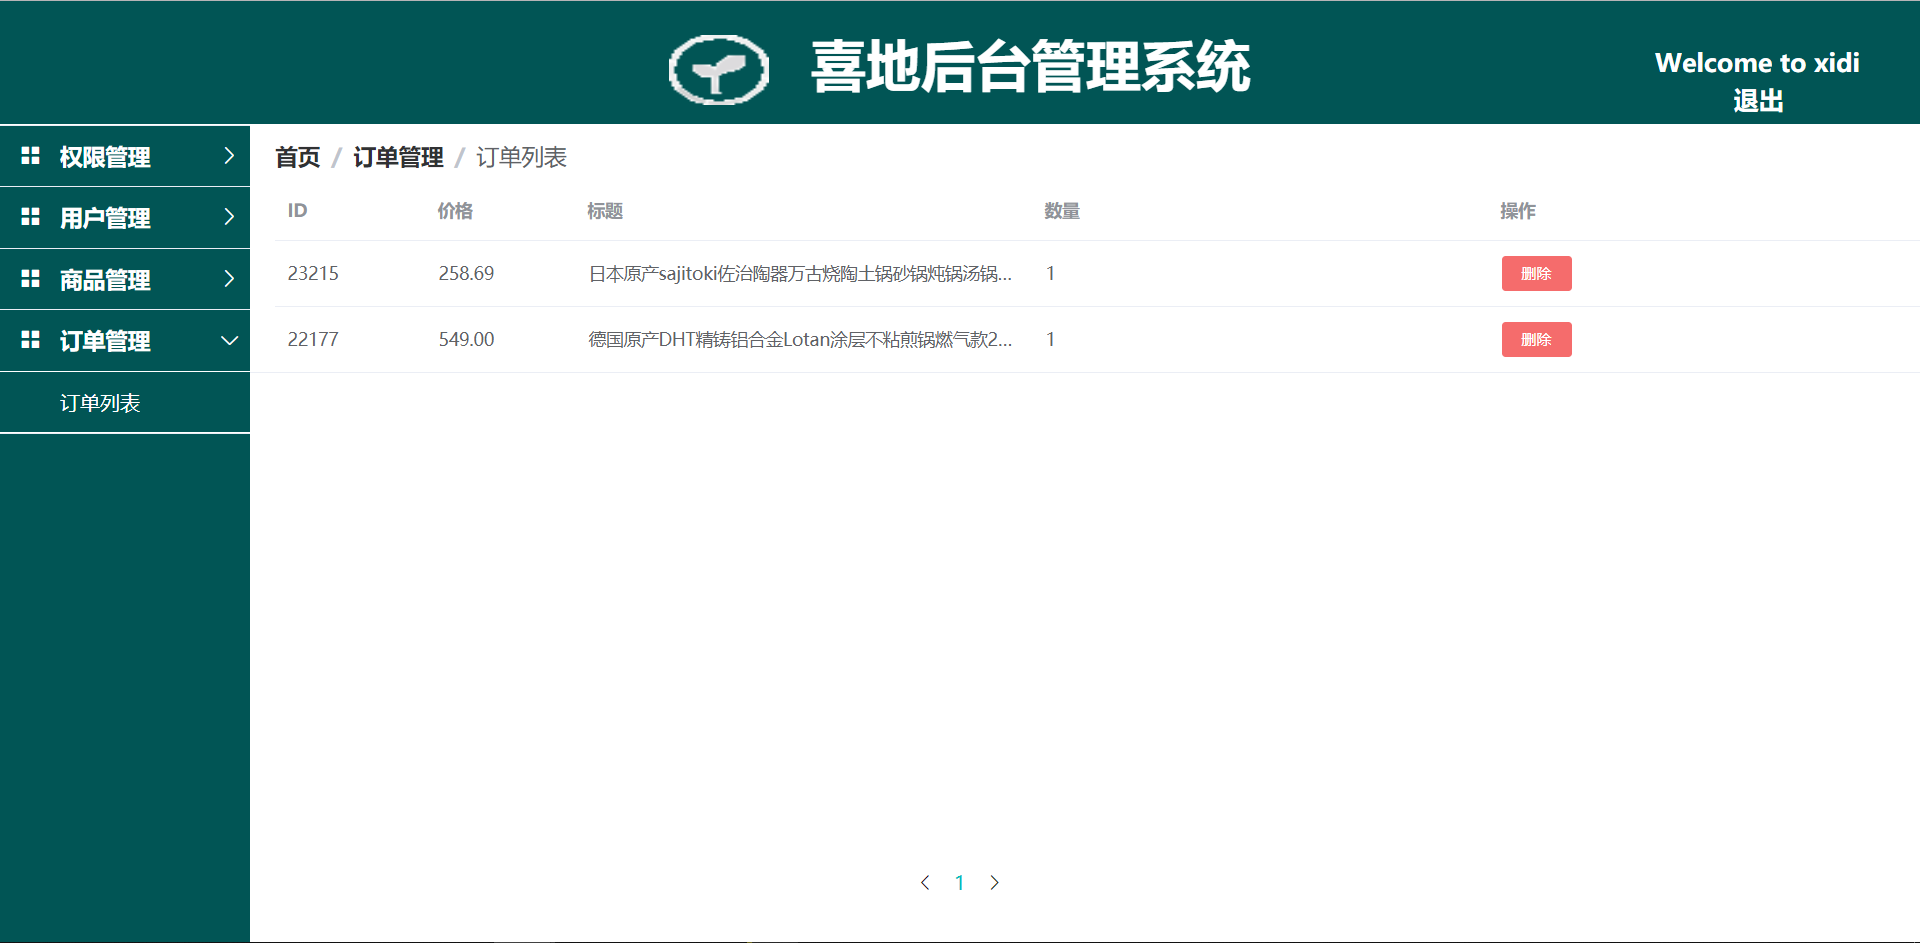 喜地后台管理系统
Welcome to xidi
退出
权限管理
用户管理
商品管理
订单管理
订单列表
首页 / 订单管理 / 订单列表
ID 价格 标题 数量 操作
23215 258.69 日本原产sajitoki佐治陶器万古烧陶土锅砂锅炖锅汤锅... 1 删除
22177 549.00 德国原产DHT精铸铝合金Lotan涂层不粘煎锅燃气款2... 1 删除
1